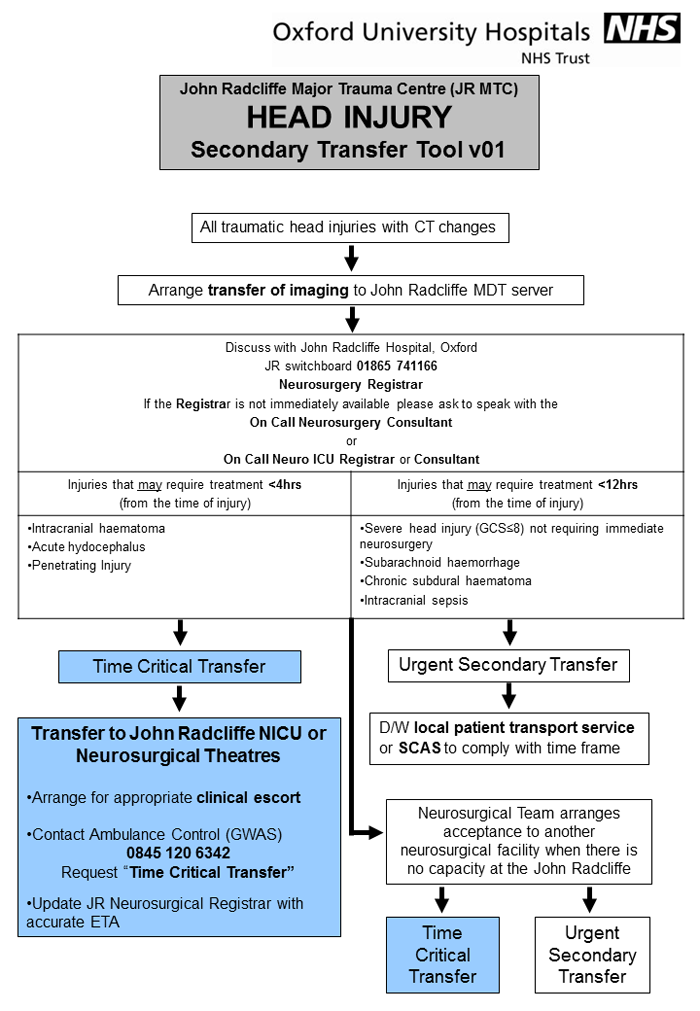 Oxford University Hospitals NHS
NHS Trust
John Radcliffe Major Trauma Centre (JR MTC)
HEAD INJURY
Secondary Transfer Tool v01
All traumatic head injuries with CT changes
Arrange transfer of imaging to John Radcliffe MDT server
Discuss with John Radcliffe Hospital, Oxford
JR switchboard 01865 741166
Neurosurgery Registrar
If the Registrar is not immediately available please ask to speak with the
On Call Neurosurgery Consultant
or
On Call Neuro ICU Registrar or Consultant
Injuries that may require treatment <4hrs
(from the time of injury)
•Intracranial haematoma
•Acute hydocephalus
•Penetrating Injury
Injuries that may require treatment <12hrs
(from the time of injury)
•Severe head injury (GCS≤8) not requiring immediate
neurosurgery
•Subarachnoid haemorrhage
•Chronic subdural haematoma
•Intracranial sepsis
Time Critical Transfer
Transfer to John Radcliffe NICU or
Neurosurgical Theatres
•Arrange for appropriate clinical escort
•Contact Ambulance Control (GWAS)
0845 120 6342
Request “Time Critical Transfer”
•Update JR Neurosurgical Registrar with
accurate ETA
Urgent Secondary Transfer
D/W local patient transport service
or SCAS to comply with time frame
Neurosurgical Team arranges
acceptance to another
neurosurgical facility when there is
no capacity at the John Radcliffe
Time
Critical
Transfer
Urgent
Secondary
Transfer